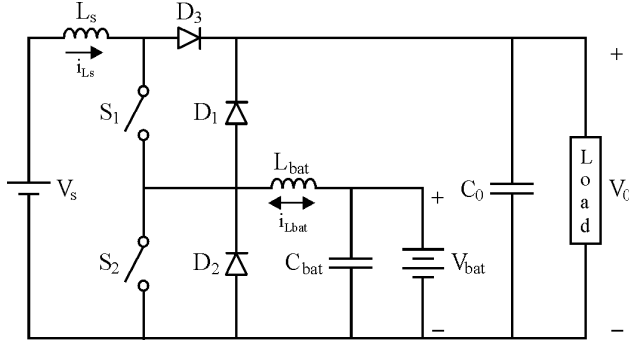 Ls
D3
iLs
+
S1
D1
Lbat
Load
Vs
C0
V0
iLbat
+
S2
D2
Cbat
Vbat
−
−